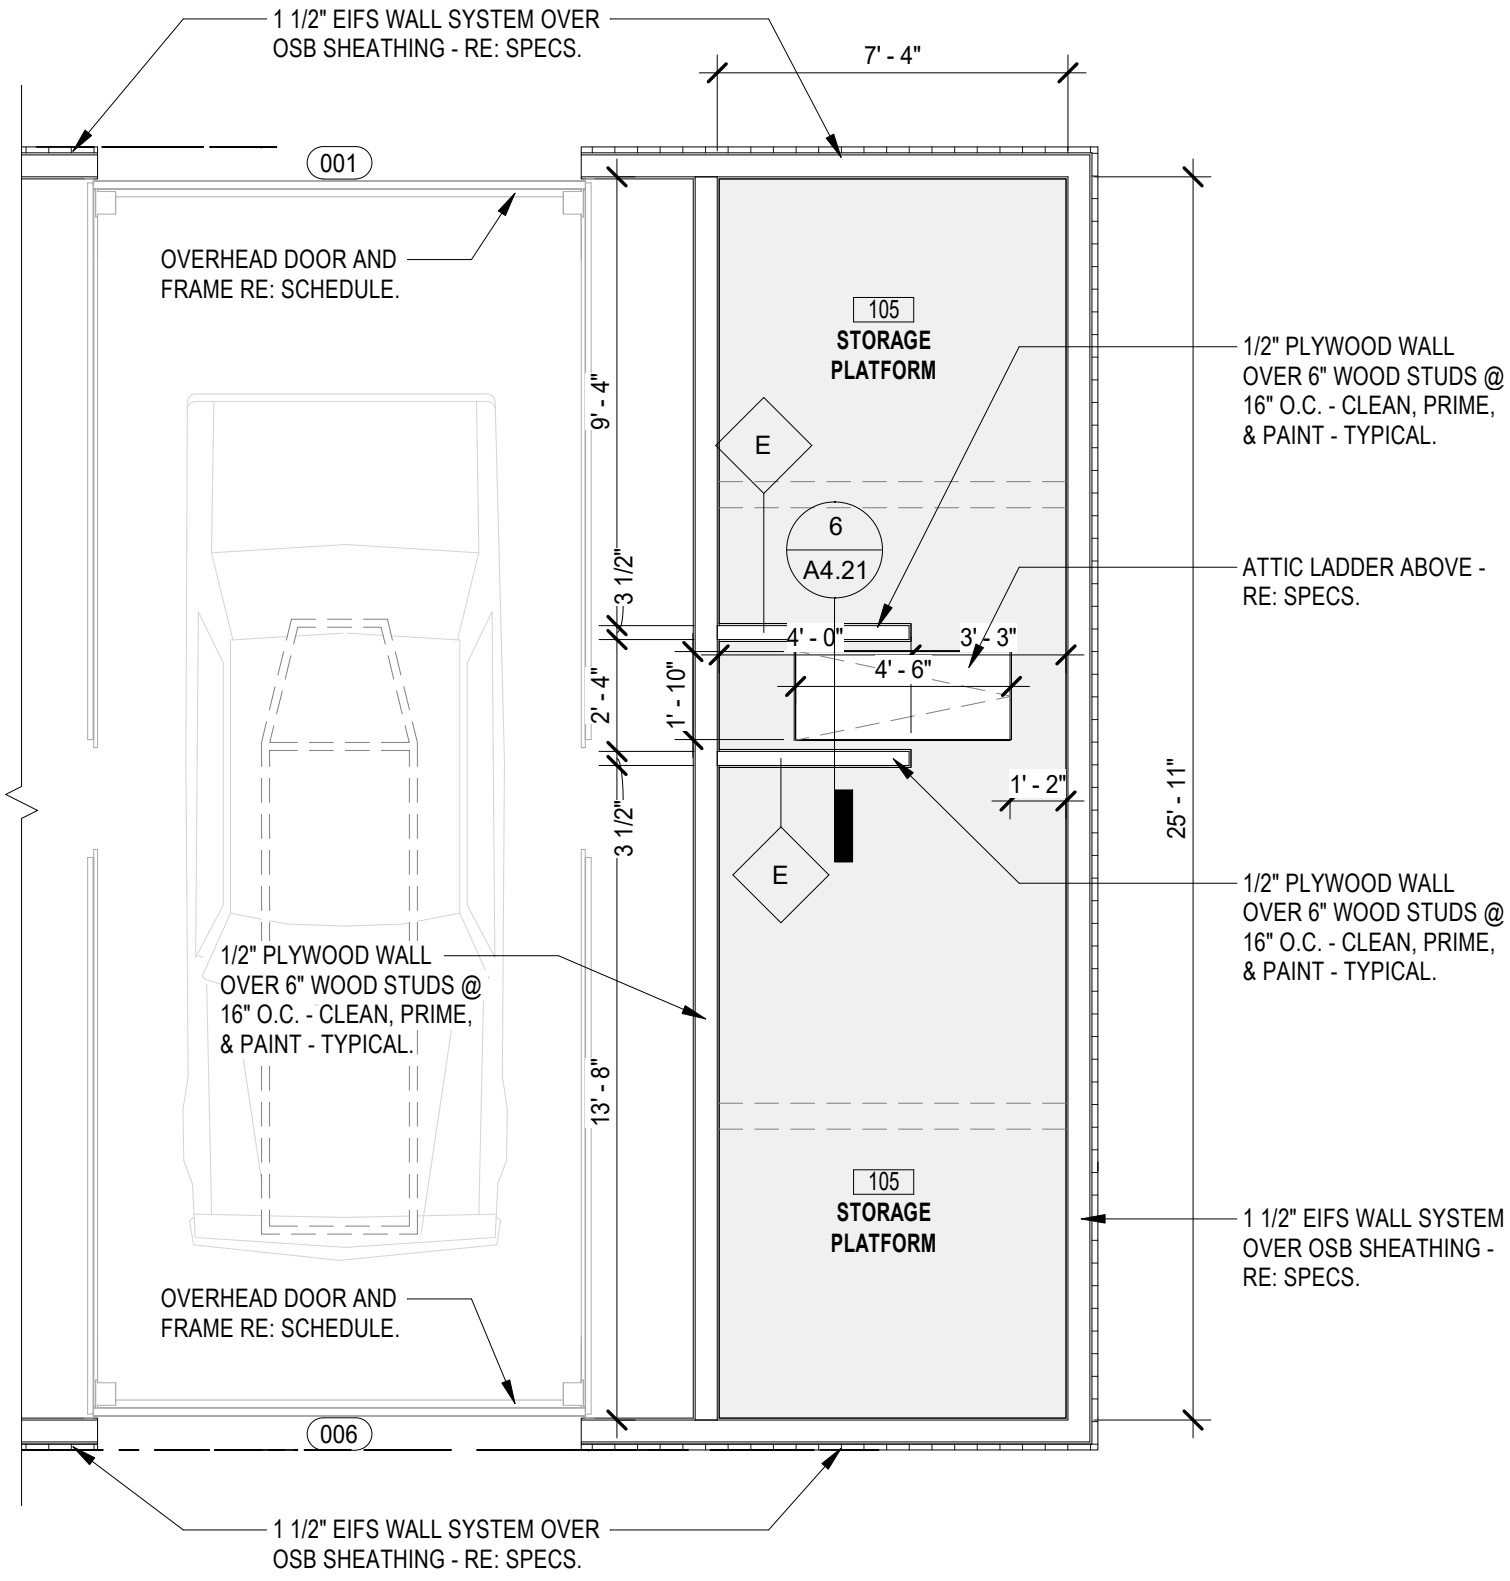 1 1/2" EIFS WALL SYSTEM OVER
OSB SHEATHING - RE: SPECS.
7' - 4"
001
OVERHEAD DOOR AND
FRAME RE: SCHEDULE.
105
STORAGE
PLATFORM
1/2" PLYWOOD WALL
OVER 6" WOOD STUDS @
16" O.C. - CLEAN, PRIME,
& PAINT - TYPICAL.
9' - 4"
E
6
A4.21
ATTIC LADDER ABOVE -
RE: SPECS.
3 1/2"
4' - 0"
3' - 3"
4' - 6"
2' - 4"
1' - 10"
1' - 2"
25' - 11"
3 1/2"
E
1/2" PLYWOOD WALL
OVER 6" WOOD STUDS @
16" O.C. - CLEAN, PRIME,
& PAINT - TYPICAL.
1/2" PLYWOOD WALL
OVER 6" WOOD STUDS @
16" O.C. - CLEAN, PRIME,
& PAINT - TYPICAL.
13' - 8"
105
STORAGE
PLATFORM
1 1/2" EIFS WALL SYSTEM
OVER OSB SHEATHING -
RE: SPECS.
OVERHEAD DOOR AND
FRAME RE: SCHEDULE.
006
1 1/2" EIFS WALL SYSTEM OVER
OSB SHEATHING - RE: SPECS.